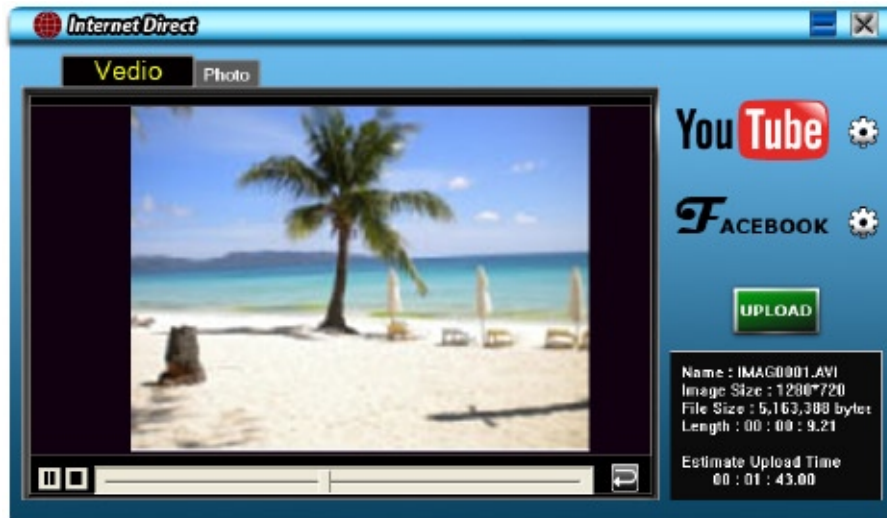 Internet Direct
Vedio
Photo
YouTube
FACEBOOK
UPLOAD
Name : IMAG0001.AVI
Image Size : 1280*720
File Size : 5,163,388 bytes
Length : 00 : 00 : 9.21
Estimate Upload Time
00 : 01 : 43.00